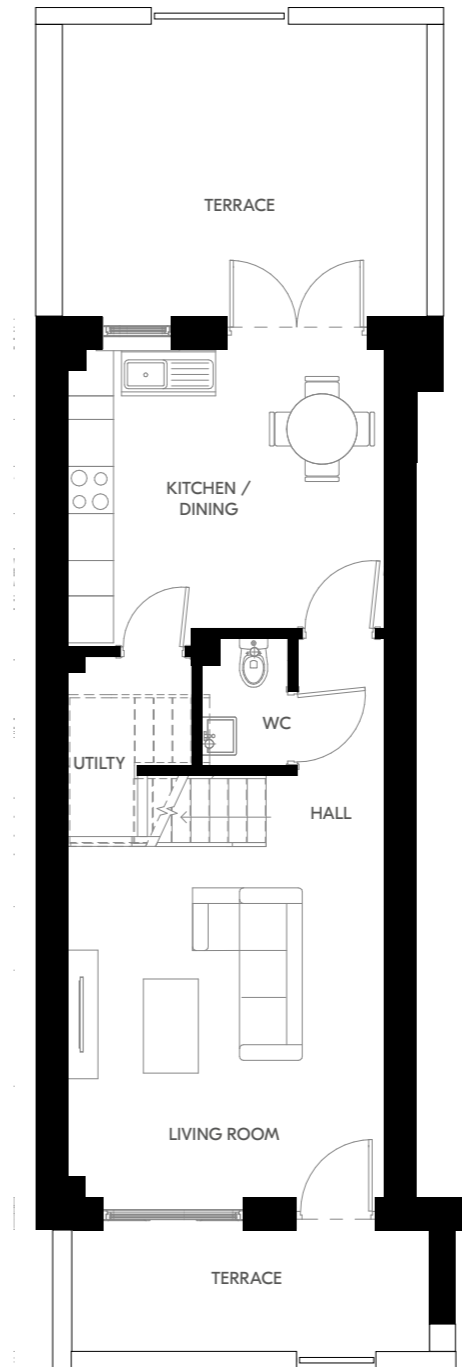 TERRACE
KITCHEN /
DINING
WC
UTILTY
HALL
LIVING ROOM
TERRACE